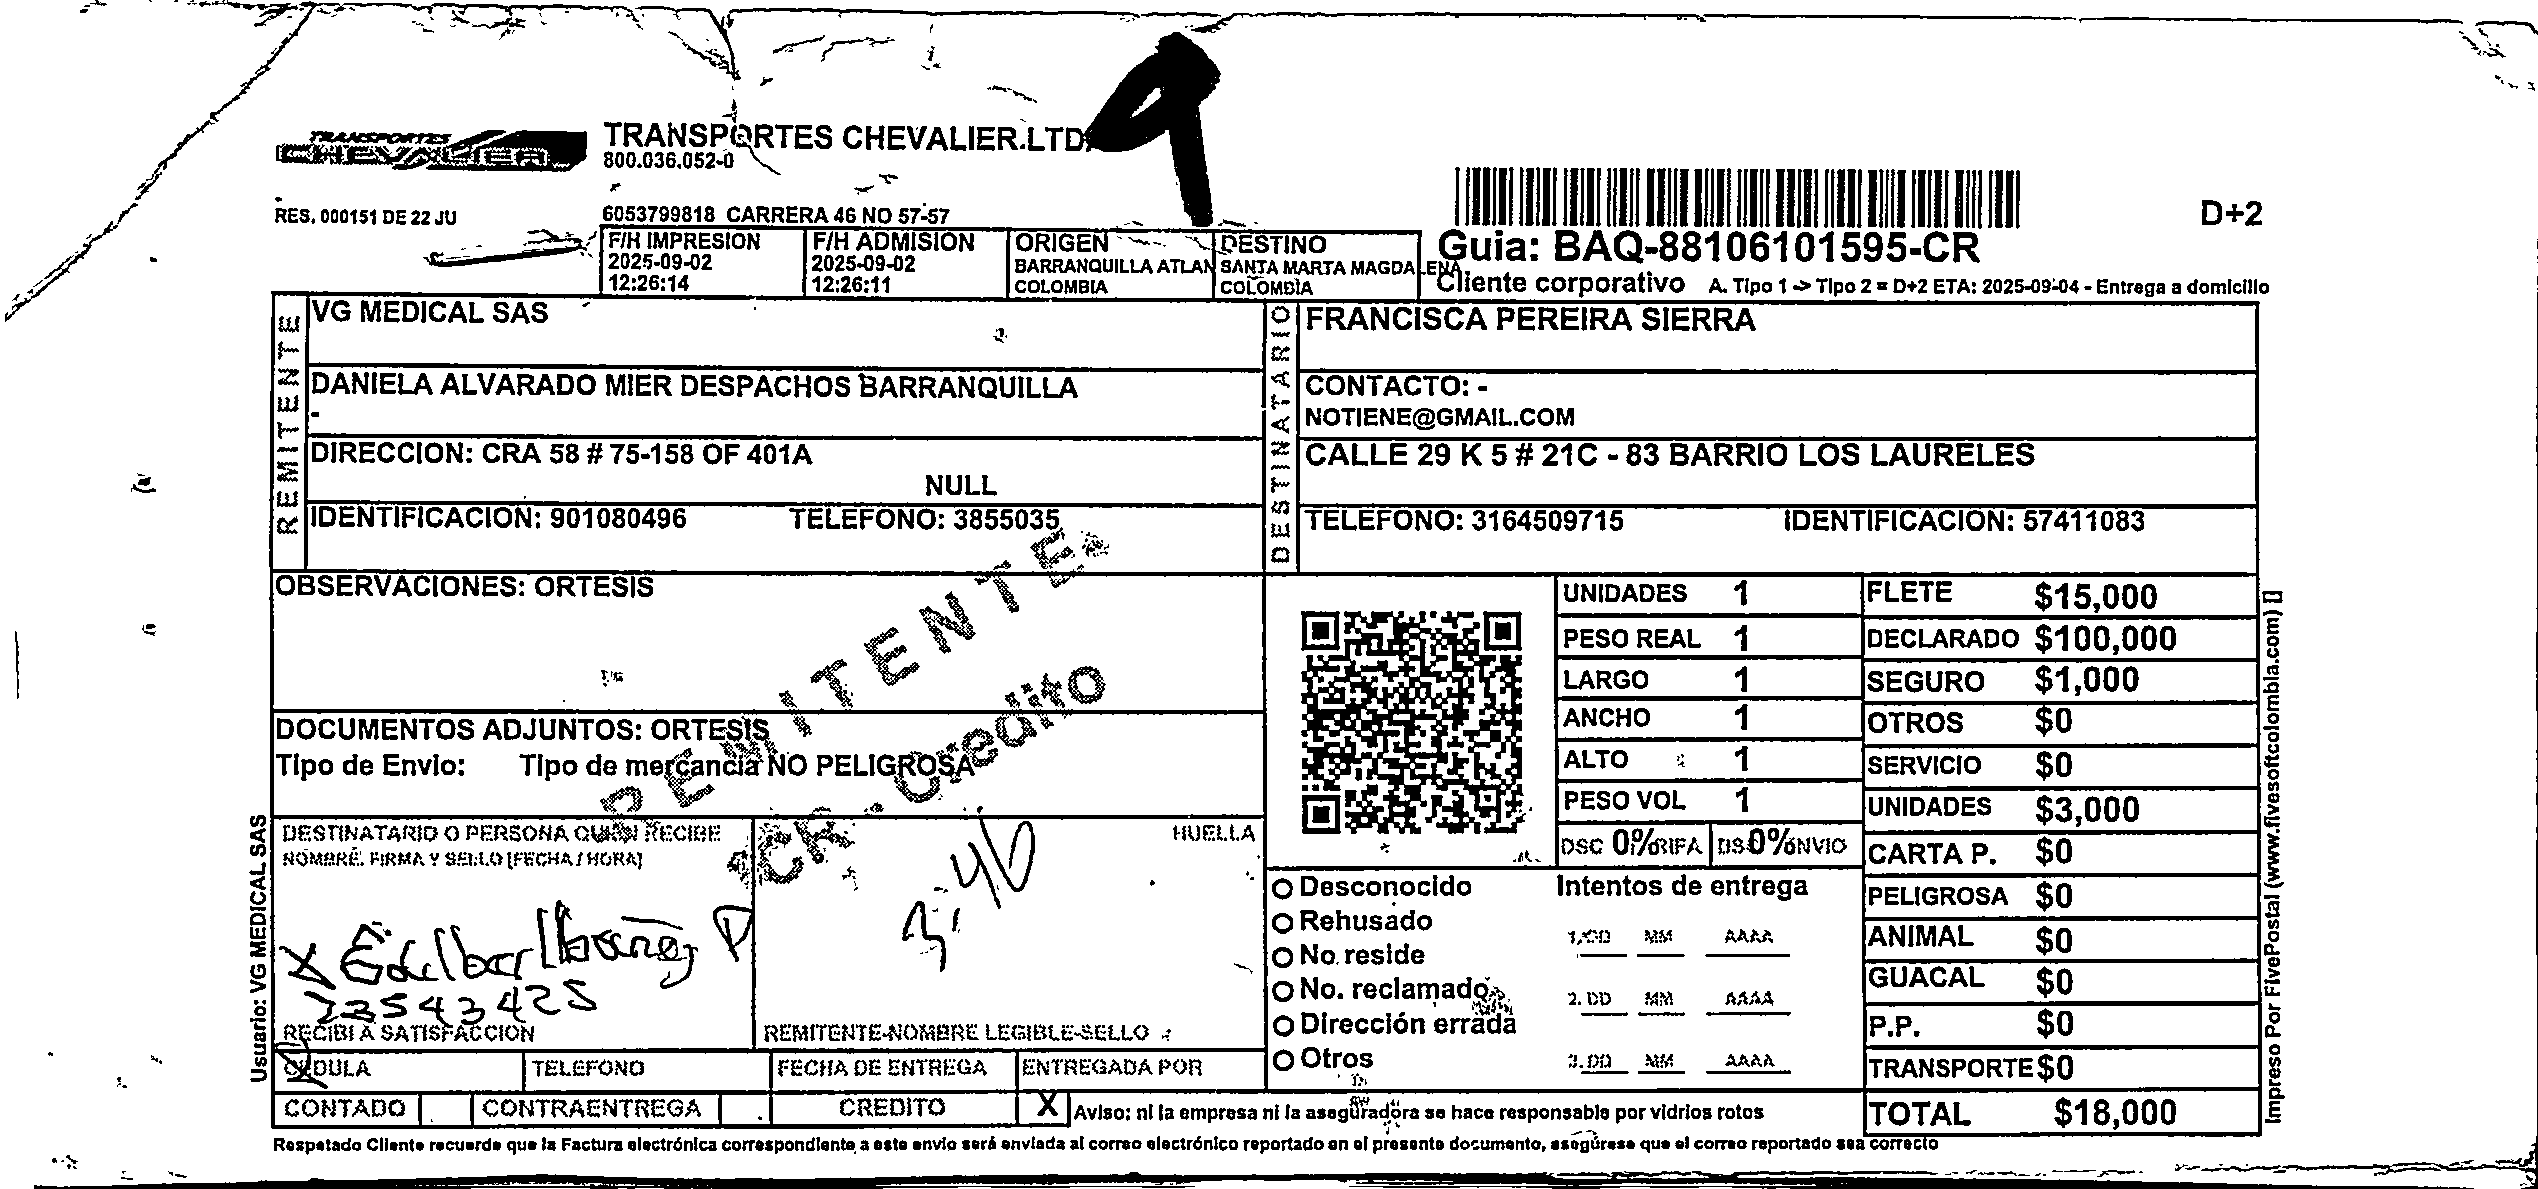 TRANSPORTES
CHEVALIER
TRANSPORTES CHEVALIER.LTD
800.036.052-0
RES. 000151 DE 22 JU
6053799818 CARRERA 46 NO 57-57
F/H IMPRESION
2025-09-02
12:26:14
F/H ADMISION
2025-09-02
12:26:11
ORIGEN
BARRANQUILLA ATLAN
COLOMBIA
DESTINO
SANTA MARTA MAGDALENA
COLOMBIA
D+2
Guia: BAQ-88106101595-CR
Cliente corporativo A. Tipo 1 -> Tipo 2 = D+2 ETA: 2025-09-04 - Entrega a domicilio
REMITENTE
VG MEDICAL SAS
DANIELA ALVARADO MIER DESPACHOS BARRANQUILLA
-
DIRECCION: CRA 58 # 75-158 OF 401A
NULL
IDENTIFICACION: 901080496 TELEFONO: 3855035
DESTINATARIO
FRANCISCA PEREIRA SIERRA
CONTACTO: -
NOTIENE@GMAIL.COM
CALLE 29 K 5 # 21C - 83 BARRIO LOS LAURELES
TELEFONO: 3164509715 IDENTIFICACION: 57411083
OBSERVACIONES: ORTESIS
DOCUMENTOS ADJUNTOS: ORTESIS
Tipo de Envio: Tipo de mercancia NO PELIGROSA
REMITENTE
CR - Credito
UNIDADES 1
PESO REAL 1
LARGO 1
ANCHO 1
ALTO 1
PESO VOL 1
DSC 0% RIFA DS 0% NVIO
FLETE $15,000
DECLARADO $100,000
SEGURO $1,000
OTROS $0
SERVICIO $0
UNIDADES $3,000
CARTA P. $0
PELIGROSA $0
ANIMAL $0
GUACAL $0
P.P. $0
TRANSPORTE $0
TOTAL $18,000
Usuario: VG MEDICAL SAS
DESTINATARIO O PERSONA QUIEN RECIBE
NOMBRE, FIRMA Y SELLO [FECHA / HORA]
HUELLA
3:40
RECIBI A SATISFACCION
REMITENTE-NOMBRE LEGIBLE-SELLO
CEDULA
TELEFONO
FECHA DE ENTREGA
ENTREGADA POR
CONTADO
CONTRAENTREGA
CREDITO X
Desconocido
Rehusado
No reside
No. reclamado
Dirección errada
Otros
Intentos de entrega
1. DD MM AAAA
2. DD MM AAAA
3. DD MM AAAA
Aviso: ni la empresa ni la aseguradora se hace responsable por vidrios rotos
Respetado Cliente recuerde que la Factura electrónica correspondiente a este envio será enviada al correo electrónico reportado en el presente documento, asegúrese que el correo reportado sea correcto
Impreso Por FivePostal (www.fivesoftcolombia.com) []